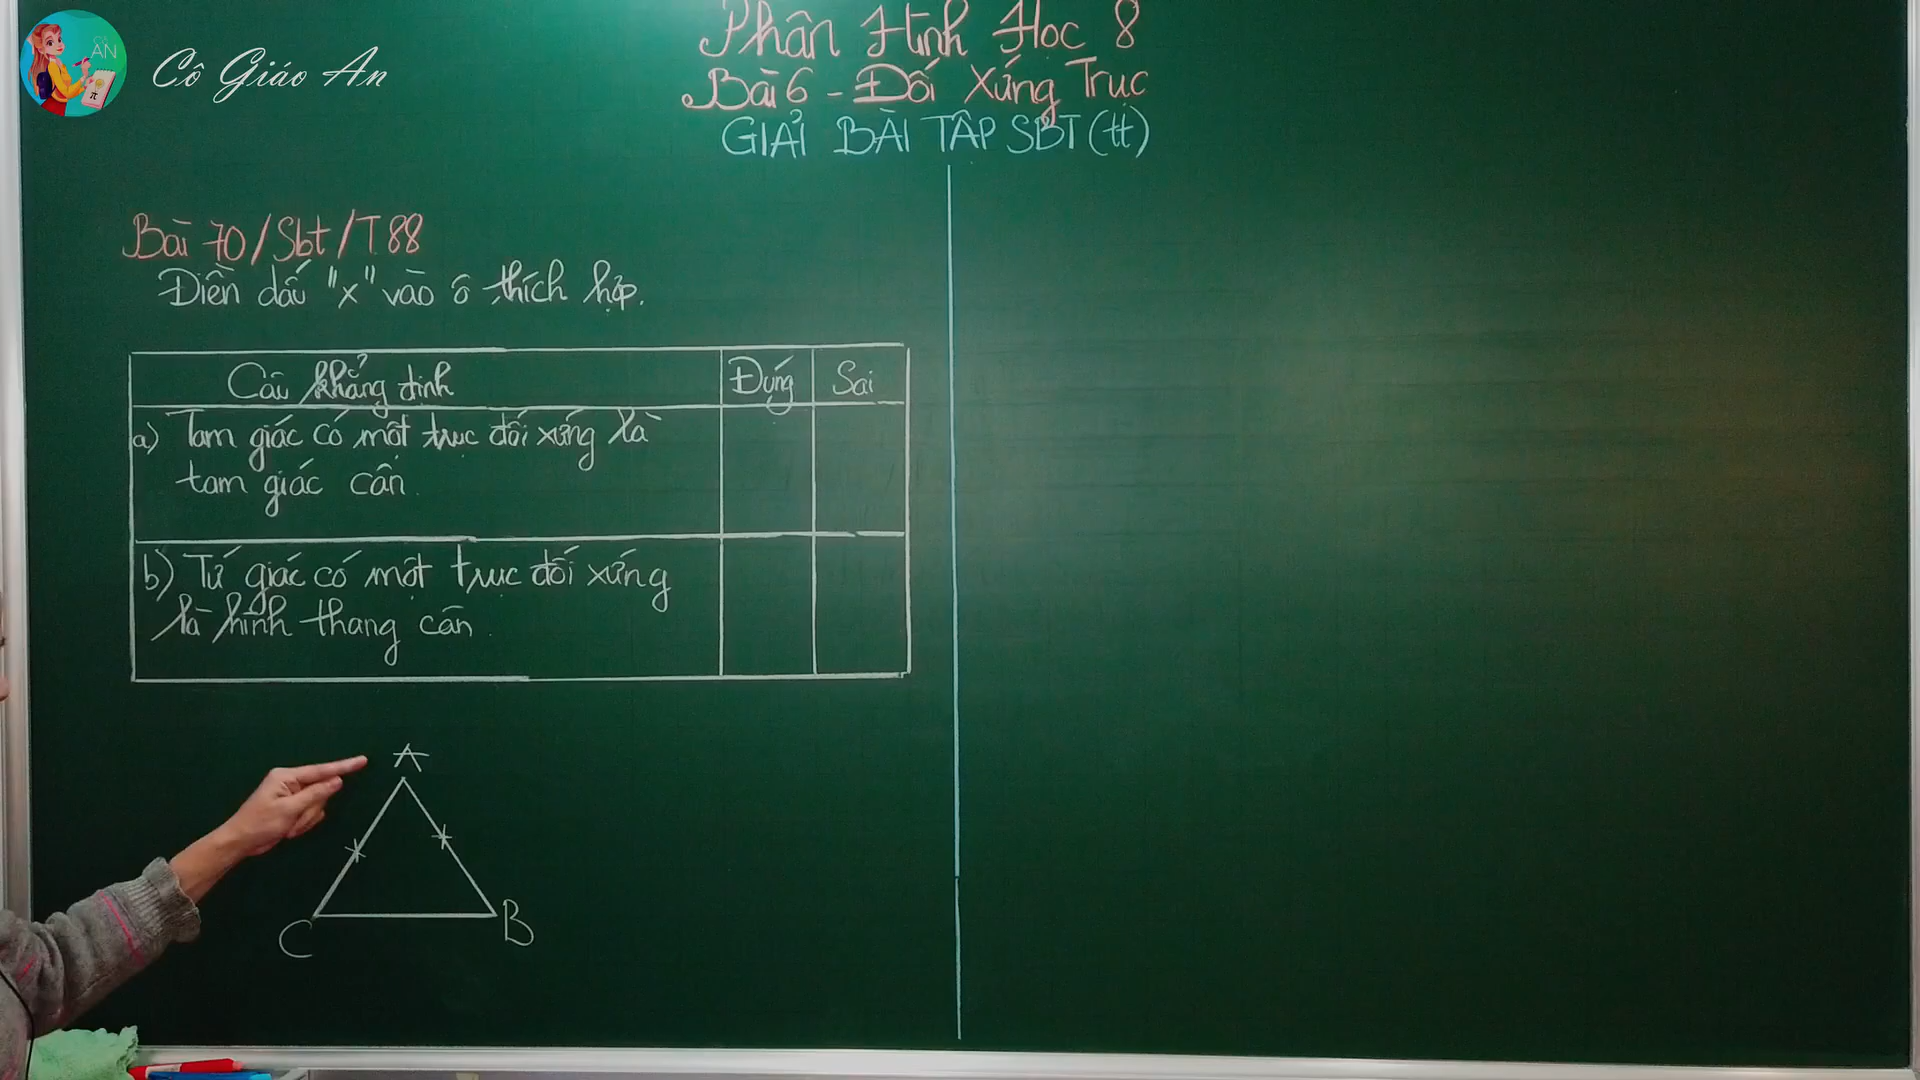 AN
Cô Giáo An
Phần Hình Học 8
Bài 6 - Đối Xứng Trục
GIẢI BÀI TẬP SBT (tt)
Bài 70/Sbt/T88
Điền dấu "x" vào ô thích hợp.
Câu khẳng định Đúng Sai
a) Tam giác có một trục đối xứng là
tam giác cân.
b) Tứ giác có một trục đối xứng
là hình thang cân.
A
C B